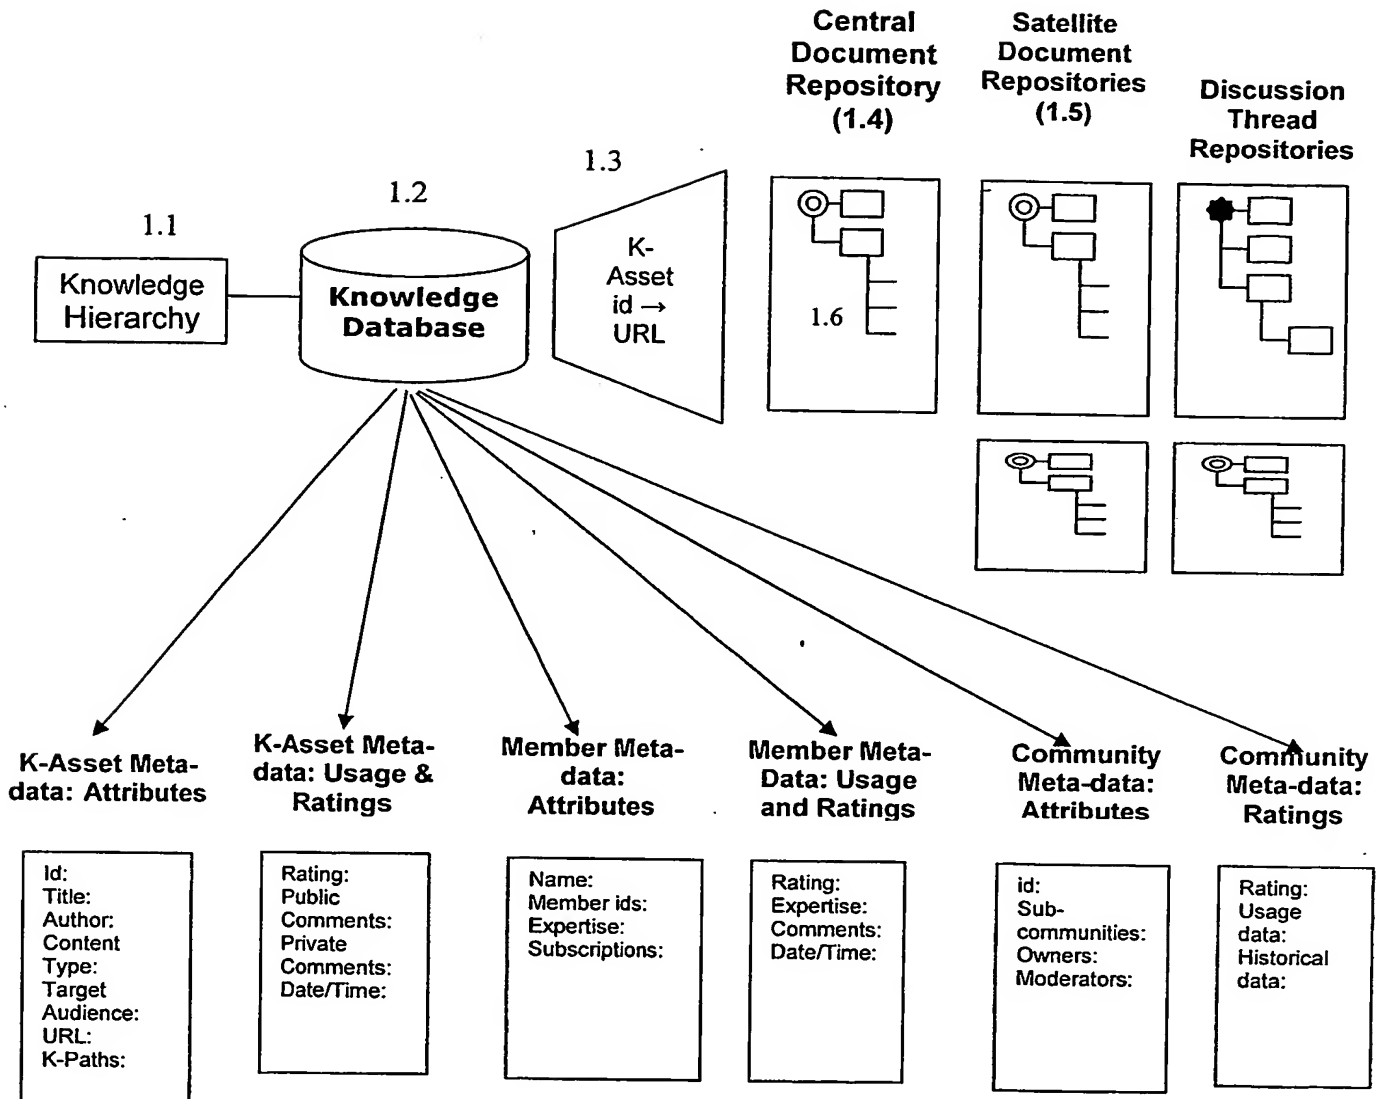 Central
Document
Repository
(1.4)
Satellite
Document
Repositories
(1.5)
Discussion
Thread
Repositories
1.1
Knowledge
Hierarchy
1.2
Knowledge
Database
1.3
K-
Asset
id →
URL
1.6
K-Asset Meta-
data: Attributes
K-Asset Meta-
data: Usage &
Ratings
Member Meta-
data:
Attributes
Member Meta-
Data: Usage
and Ratings
Community
Meta-data:
Attributes
Community
Meta-data:
Ratings
Id:
Title:
Author:
Content
Type:
Target
Audience:
URL:
K-Paths:
Rating:
Public
Comments:
Private
Comments:
Date/Time:
Name:
Member ids:
Expertise:
Subscriptions:
Rating:
Expertise:
Comments:
Date/Time:
id:
Sub-
communities:
Owners:
Moderators:
Rating:
Usage
data:
Historical
data: